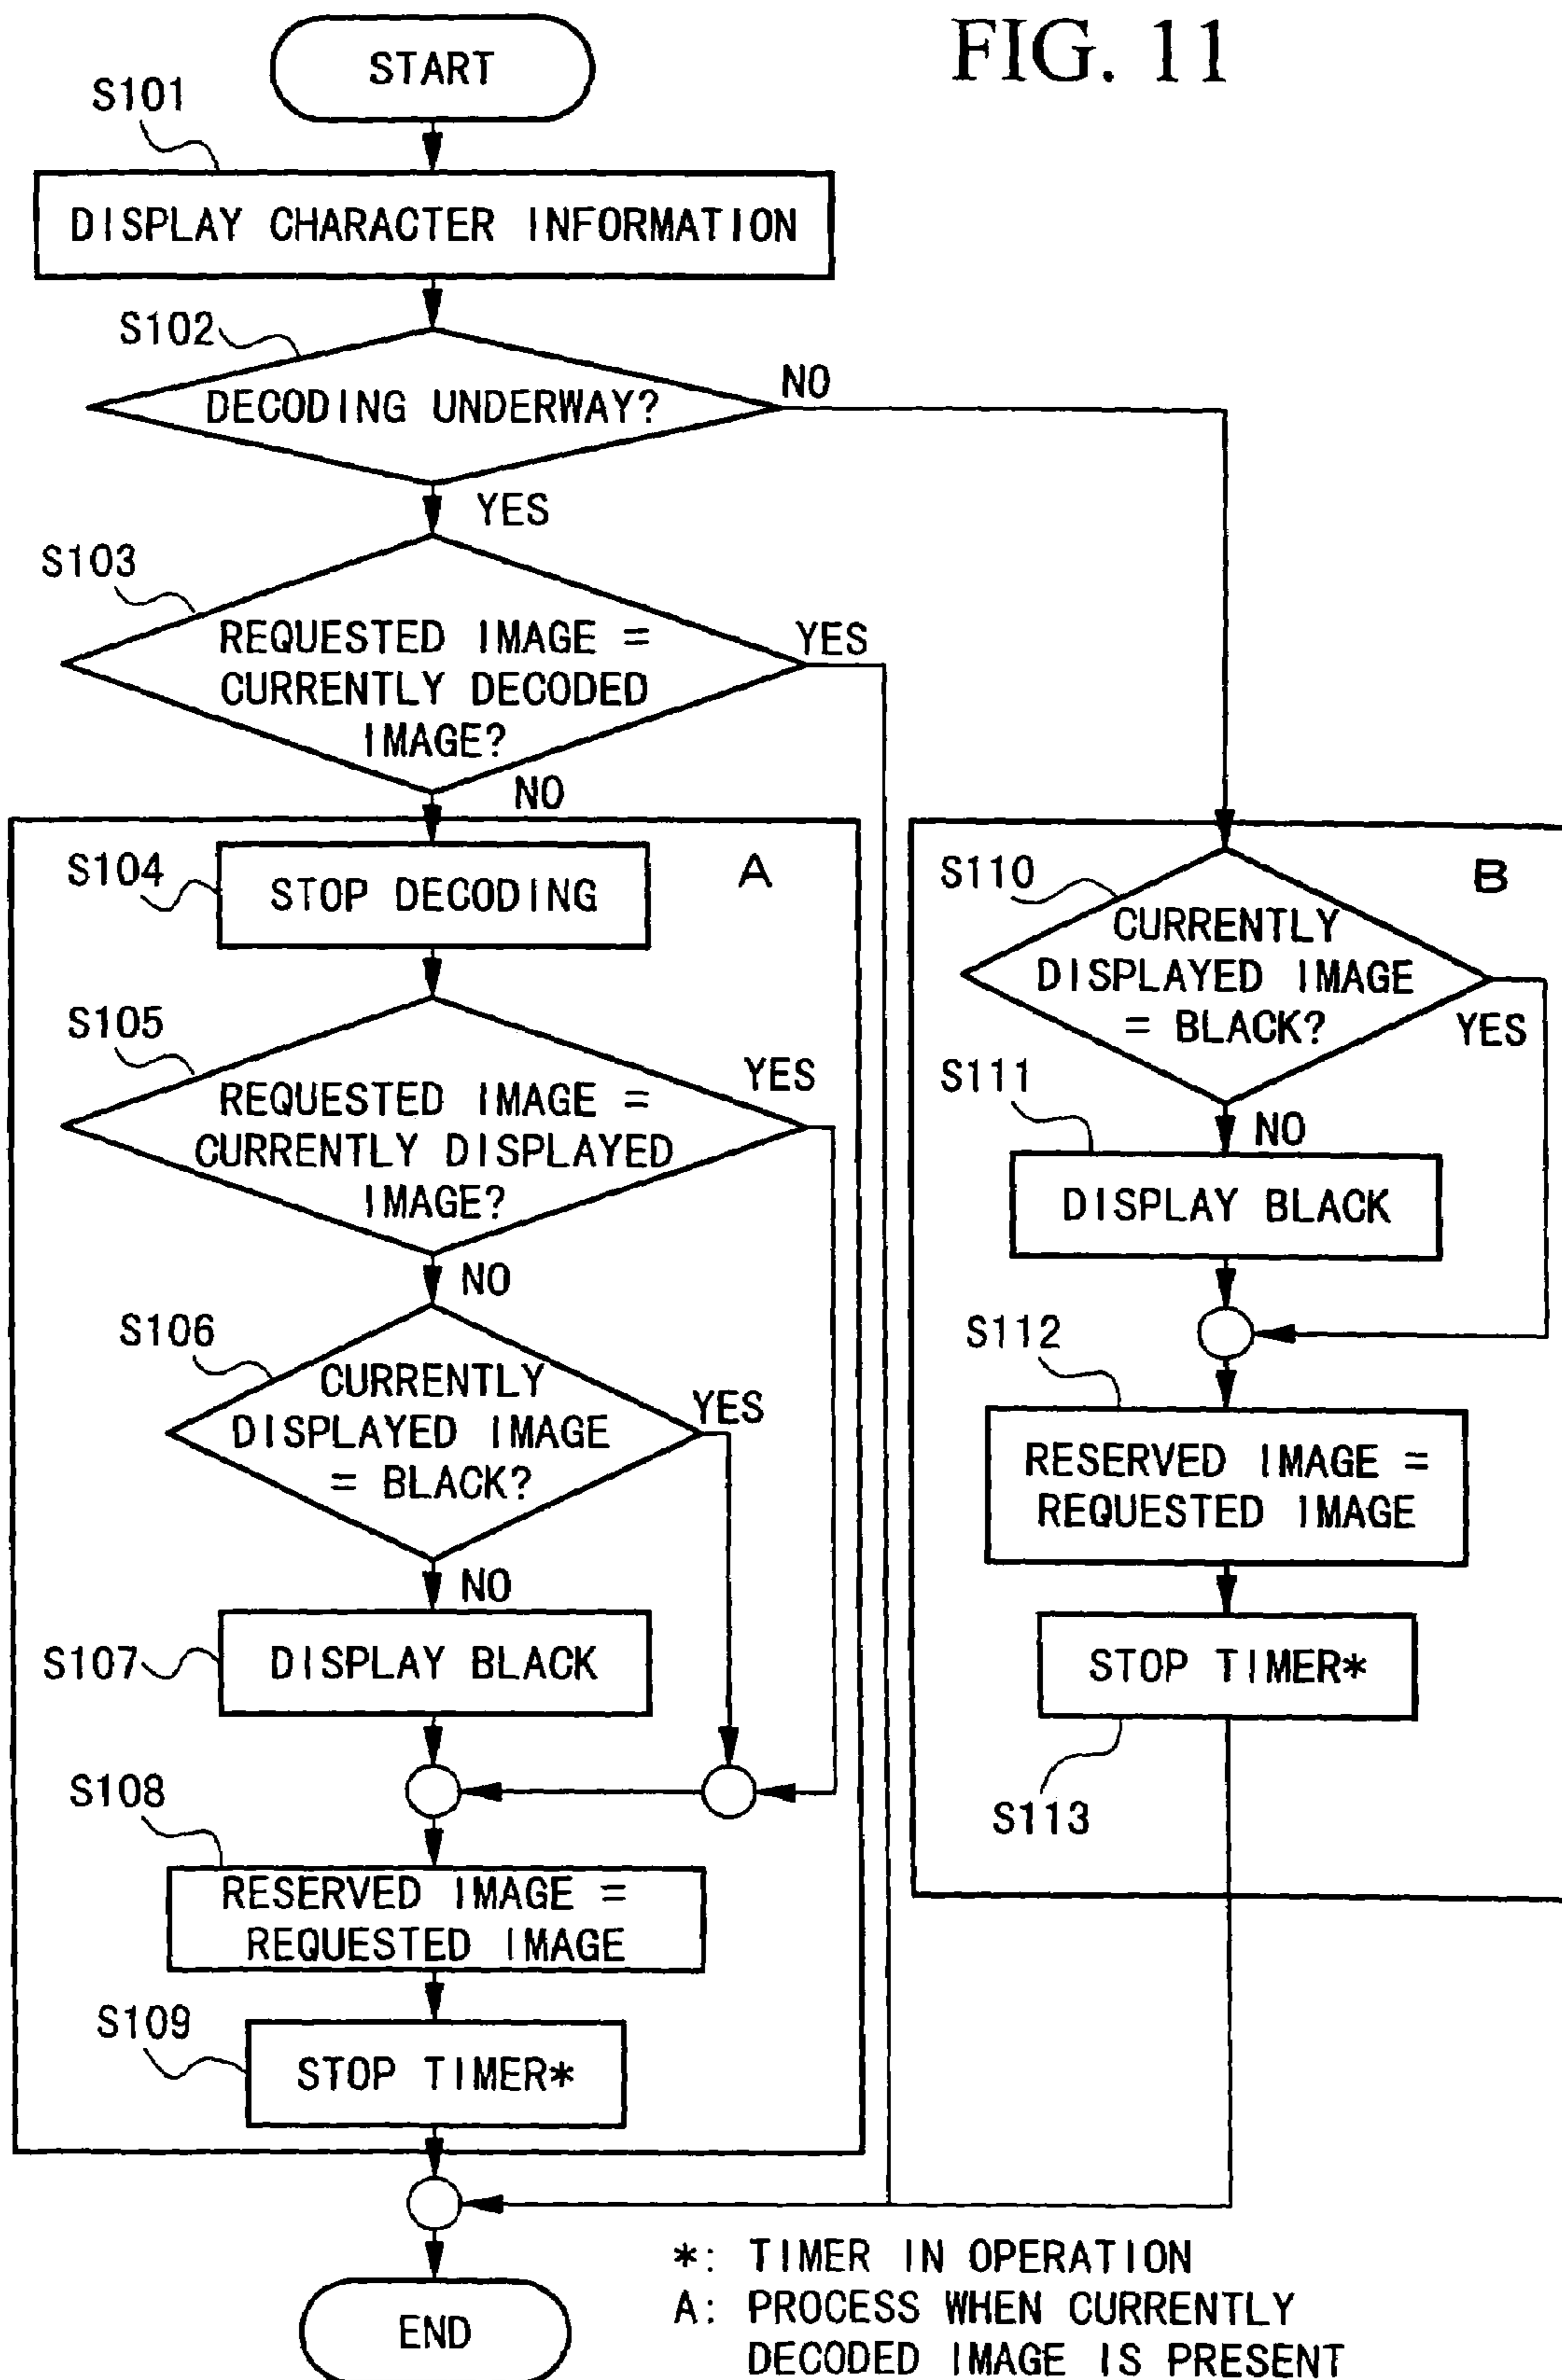 FIG. 11
START
S101
DISPLAY CHARACTER INFORMATION
S102
DECODING UNDERWAY?
NO
YES
S103
REQUESTED IMAGE =
CURRENTLY DECODED
IMAGE?
YES
NO
A
S104
STOP DECODING
S105
REQUESTED IMAGE =
CURRENTLY DISPLAYED
IMAGE?
YES
NO
S106
CURRENTLY
DISPLAYED IMAGE
= BLACK?
YES
NO
S107
DISPLAY BLACK
S108
RESERVED IMAGE =
REQUESTED IMAGE
S109
STOP TIMER*
B
S110
CURRENTLY
DISPLAYED IMAGE
= BLACK?
YES
S111
NO
DISPLAY BLACK
S112
RESERVED IMAGE =
REQUESTED IMAGE
STOP TIMER*
S113
END
*: TIMER IN OPERATION
A: PROCESS WHEN CURRENTLY
DECODED IMAGE IS PRESENT